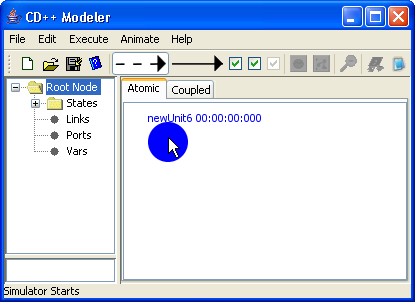 CD++ Modeler
File Edit Execute Animate Help
Root Node
States
Links
Ports
Vars
Atomic Coupled
newUnit6 00:00:00:000
Simulator Starts